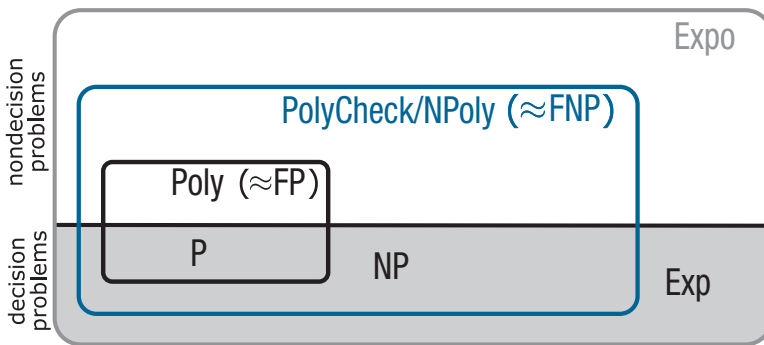 Expo
nondecision
problems
PolyCheck/NPoly (≈FNP)
Poly (≈FP)
decision
problems
P
NP
Exp